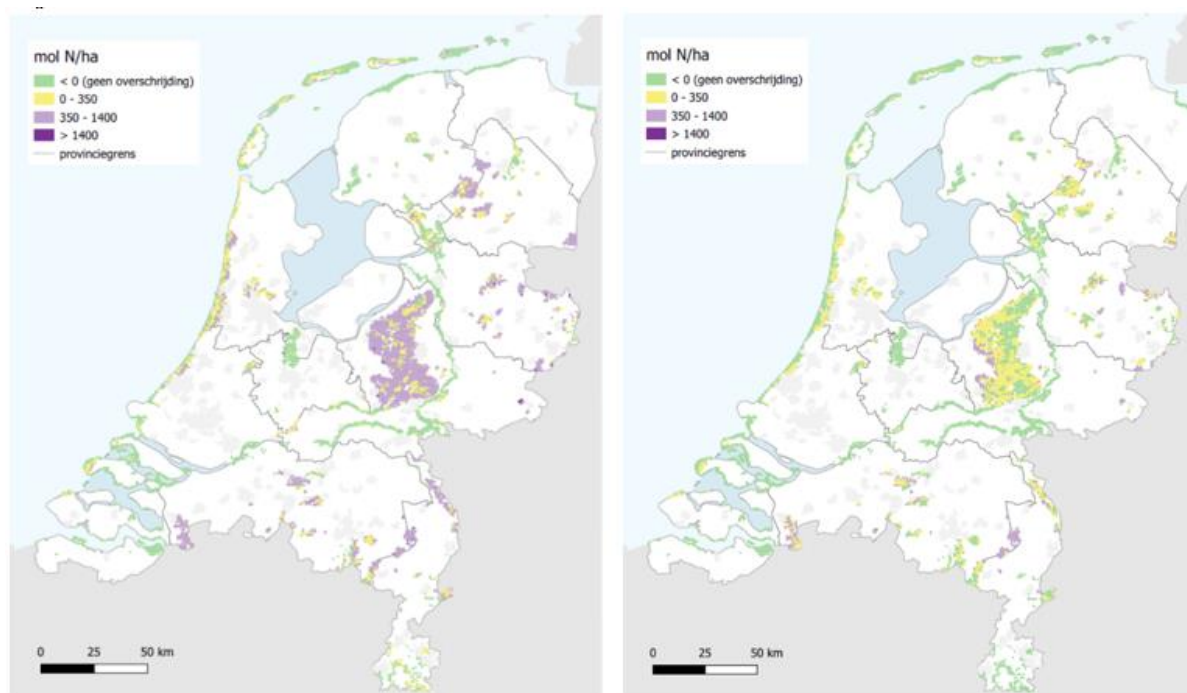 mol N/ha
< 0 (geen overschrijding)
0 - 350
350 - 1400
> 1400
provinciegrens
0 25 50 km
mol N/ha
< 0 (geen overschrijding)
0 - 350
350 - 1400
> 1400
provinciegrens
0 25 50 km